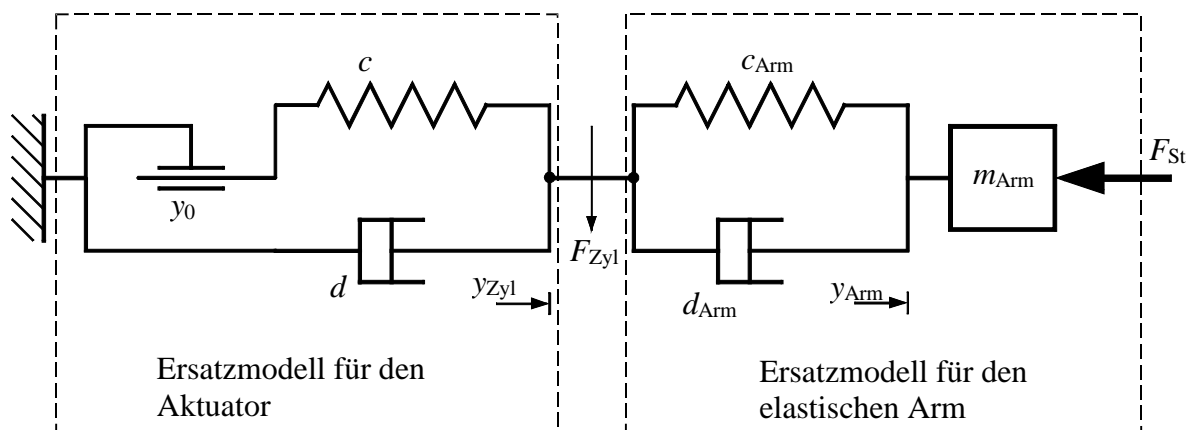 c
c_Arm
F_St
m_Arm
y_0
F_Zyl
d
y_Zyl
d_Arm
y_Arm
Ersatzmodell für den
Aktuator
Ersatzmodell für den
elastischen Arm